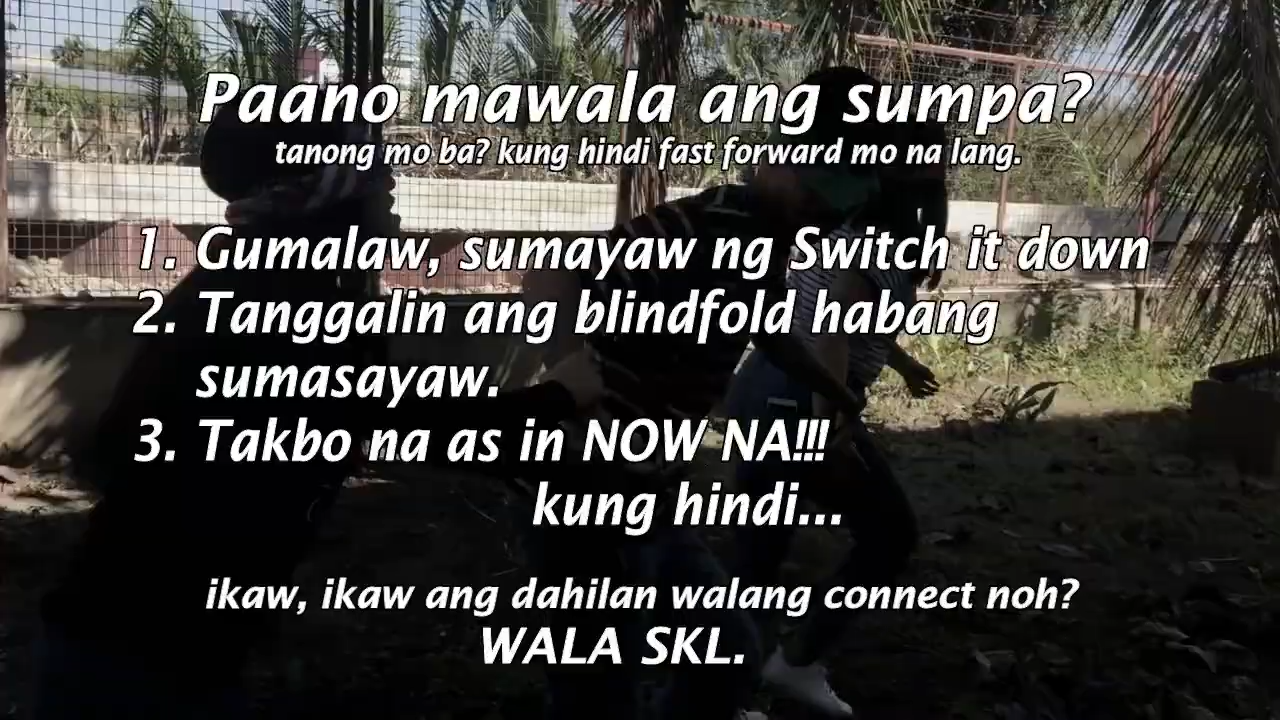 Paano mawala ang sumpa?
tanong mo ba? kung hindi fast forward mo na lang.
1. Gumalaw, sumayaw ng Switch it down
2. Tanggalin ang blindfold habang
sumasayaw.
3. Takbo na as in NOW NA!!!
kung hindi...
ikaw, ikaw ang dahilan walang connect noh?
WALA SKL.